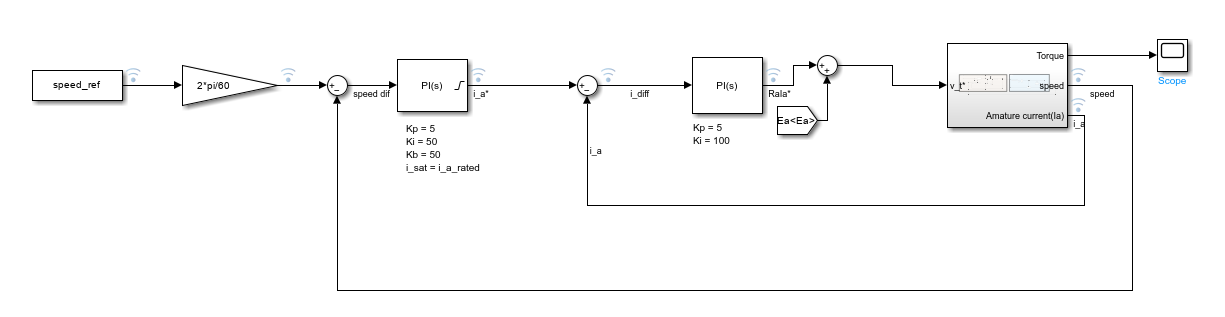 speed_ref
2*pi/60
speed dif
PI(s)
i_a*
Kp = 5
Ki = 50
Kb = 50
i_sat = i_a_rated
i_diff
i_a
PI(s)
RaIa*
Kp = 5
Ki = 100
Ea<Ea>
v_t*
Torque
speed
Amature current(Ia)
speed
i_a
Scope